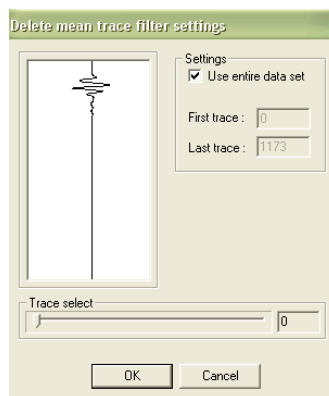 Delete mean trace filter settings
Settings
Use entire data set
First trace : 0
Last trace : 1173
Trace select
0
OK Cancel